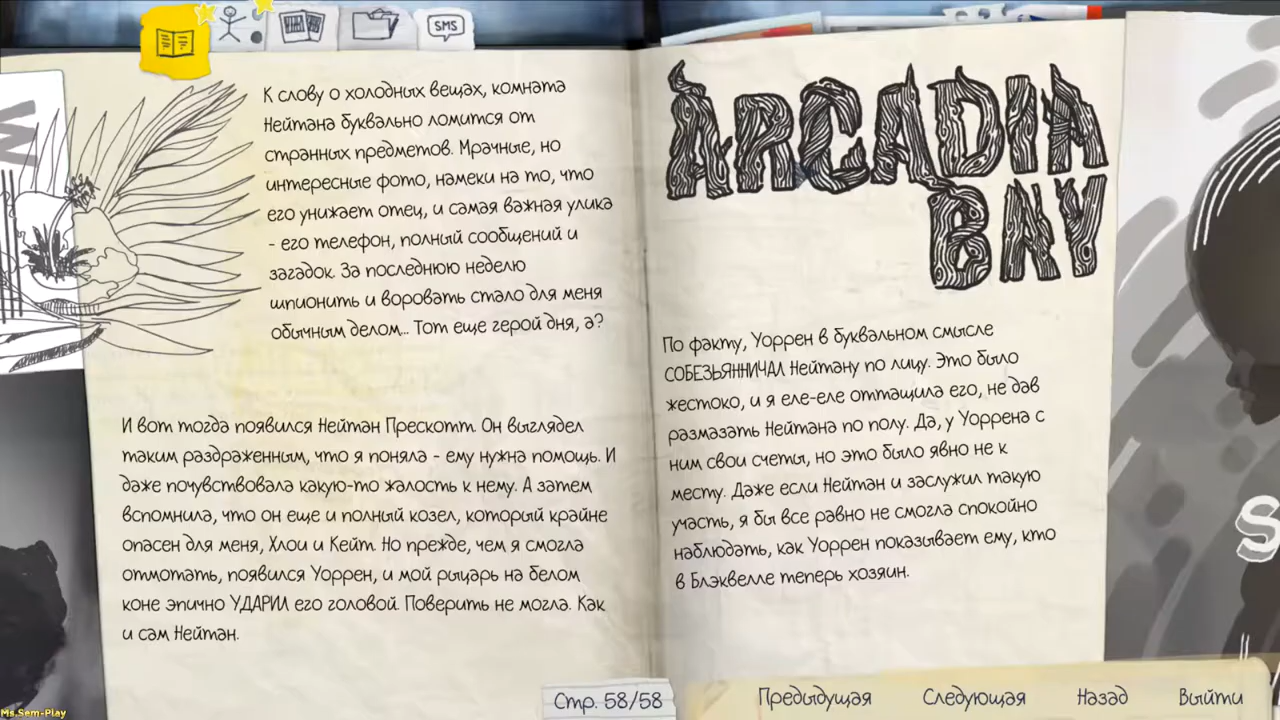 SMS
К слову о холодных вещах, комната
Нейтана буквально ломится от
странных предметов. Мрачные, но
интересные фото, намеки на то, что
его унижает отец, и самая важная улика
- его телефон, полный сообщений и
загадок. За последнюю неделю
шпионить и воровать стало для меня
обычным делом... Тот еще герой дня, а?
И вот тогда появился Нейтан Прескотт. Он выглядел
таким раздраженным, что я поняла - ему нужна помощь. И
даже почувствовала какую-то жалость к нему. А затем
вспомнила, что он еще и полный козел, который крайне
опасен для меня, Хлои и Кейт. Но прежде, чем я смогла
отмотать, появился Уоррен, и мой рыцарь на белом
коне эпично УДАРИЛ его головой. Поверить не могла. Как
и сам Нейтан.
ARCADIA
BAY
По факту, Уоррен в буквальном смысле
СОБЕЗЬЯННИЧАЛ Нейтану по лицу. Это было
жестоко, и я еле-еле оттащила его, не дав
размазать Нейтана по полу. Да, у Уоррена с
ним свои счеты, но это было явно не к
месту. Даже если Нейтан и заслужил такую
участь, я бы все равно не смогла спокойно
наблюдать, как Уоррен показывает ему, кто
в Блэквелле теперь хозяин.
S
Стр. 58/58
Предыдущая Следующая Назад Выйти
Ms.Sem-Play